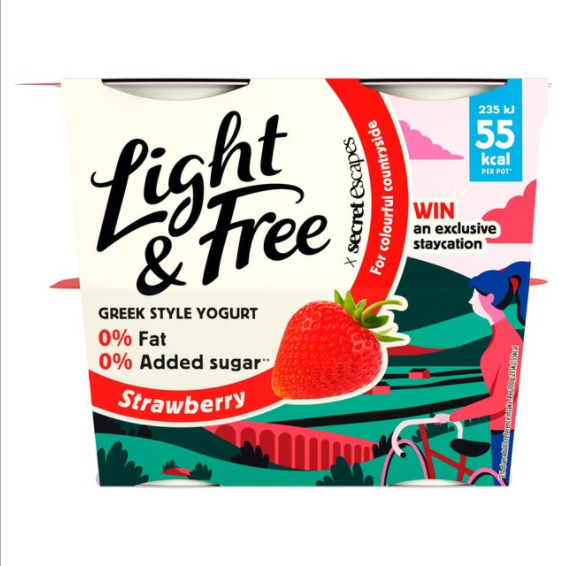 Light
& Free
x secret escapes
For colourful countryside
GREEK STYLE YOGURT
0% Fat
0% Added sugar**
Strawberry
235 kJ
55
kcal
PER POT*
WIN
an exclusive
staycation